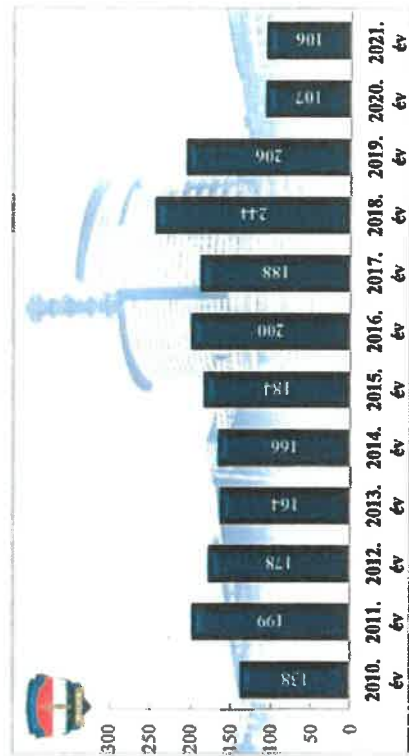 300
250
200
150
100
50
0
138
199
178
164
166
184
200
188
244
206
107
106
2010. év
2011. év
2012. év
2013. év
2014. év
2015. év
2016. év
2017. év
2018. év
2019. év
2020. év
2021. év